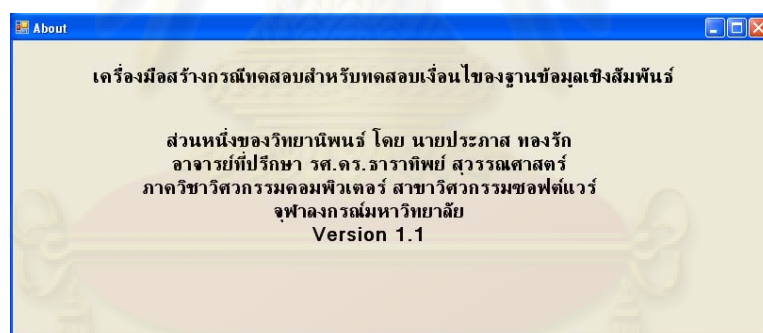 About
เครื่องมือสร้างกรณีทดสอบสำหรับทดสอบเงื่อนไขของฐานข้อมูลเชิงสัมพันธ์
ส่วนหนึ่งของวิทยานิพนธ์ โดย นายประภาส ทองรัก
อาจารย์ที่ปรึกษา รศ.ดร.ธาราทิพย์ สุวรรณศาสตร์
ภาควิชาวิศวกรรมคอมพิวเตอร์ สาขาวิศวกรรมซอฟต์แวร์
จุฬาลงกรณ์มหาวิทยาลัย
Version 1.1